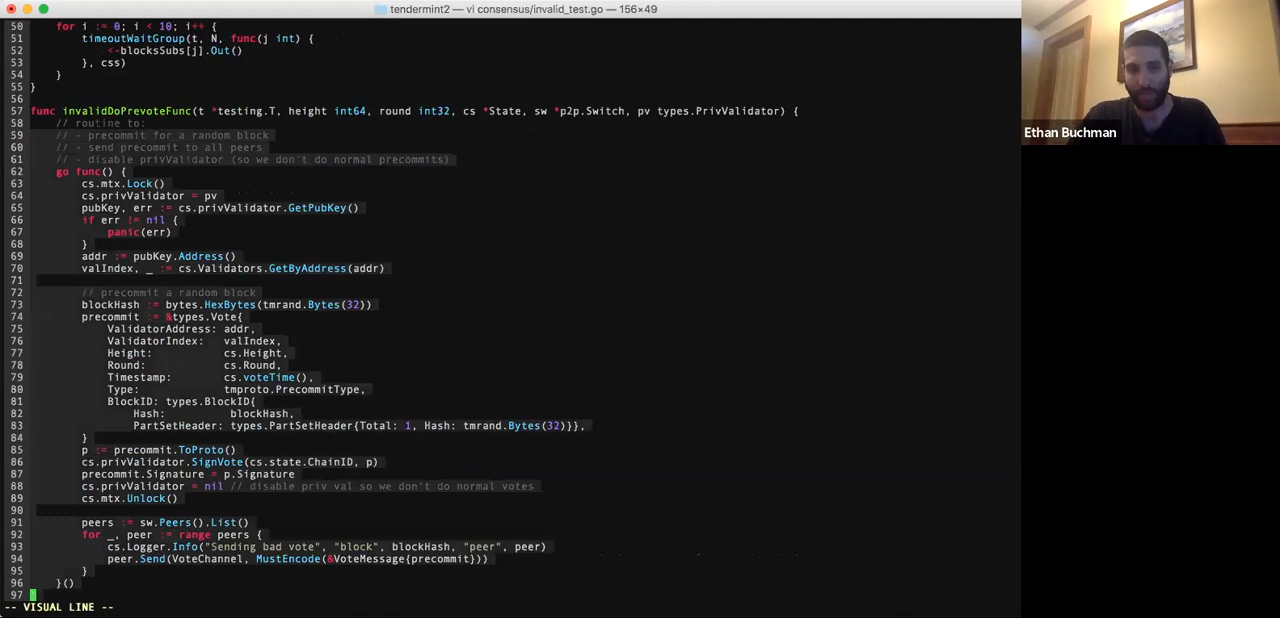 tendermint2 — vi consensus/invalid_test.go — 156×49
50     for i := 0; i < 10; i++ {
51         timeoutWaitGroup(t, N, func(j int) {
52             <-blocksSubs[j].Out()
53         }, css)
54     }
55 }
56
57 func invalidDoPrevoteFunc(t *testing.T, height int64, round int32, cs *State, sw *p2p.Switch, pv types.PrivValidator) {
58     // routine to:
59     // - precommit for a random block
60     // - send precommit to all peers
61     // - disable privValidator (so we don't do normal precommits)
62     go func() {
63         cs.mtx.Lock()
64         cs.privValidator = pv
65         pubKey, err := cs.privValidator.GetPubKey()
66         if err != nil {
67             panic(err)
68         }
69         addr := pubKey.Address()
70         valIndex, _ := cs.Validators.GetByAddress(addr)
71
72         // precommit a random block
73         blockHash := bytes.HexBytes(tmrand.Bytes(32))
74         precommit := &types.Vote{
75             ValidatorAddress: addr,
76             ValidatorIndex:   valIndex,
77             Height:           cs.Height,
78             Round:            cs.Round,
79             Timestamp:        cs.voteTime(),
80             Type:             tmproto.PrecommitType,
81             BlockID: types.BlockID{
82                 Hash:          blockHash,
83                 PartSetHeader: types.PartSetHeader{Total: 1, Hash: tmrand.Bytes(32)}},
84         }
85         p := precommit.ToProto()
86         cs.privValidator.SignVote(cs.state.ChainID, p)
87         precommit.Signature = p.Signature
88         cs.privValidator = nil // disable priv val so we don't do normal votes
89         cs.mtx.Unlock()
90
91         peers := sw.Peers().List()
92         for _, peer := range peers {
93             cs.Logger.Info("Sending bad vote", "block", blockHash, "peer", peer)
94             peer.Send(VoteChannel, MustEncode(&VoteMessage{precommit}))
95         }
96     }()
97
-- VISUAL LINE --
Ethan Buchman